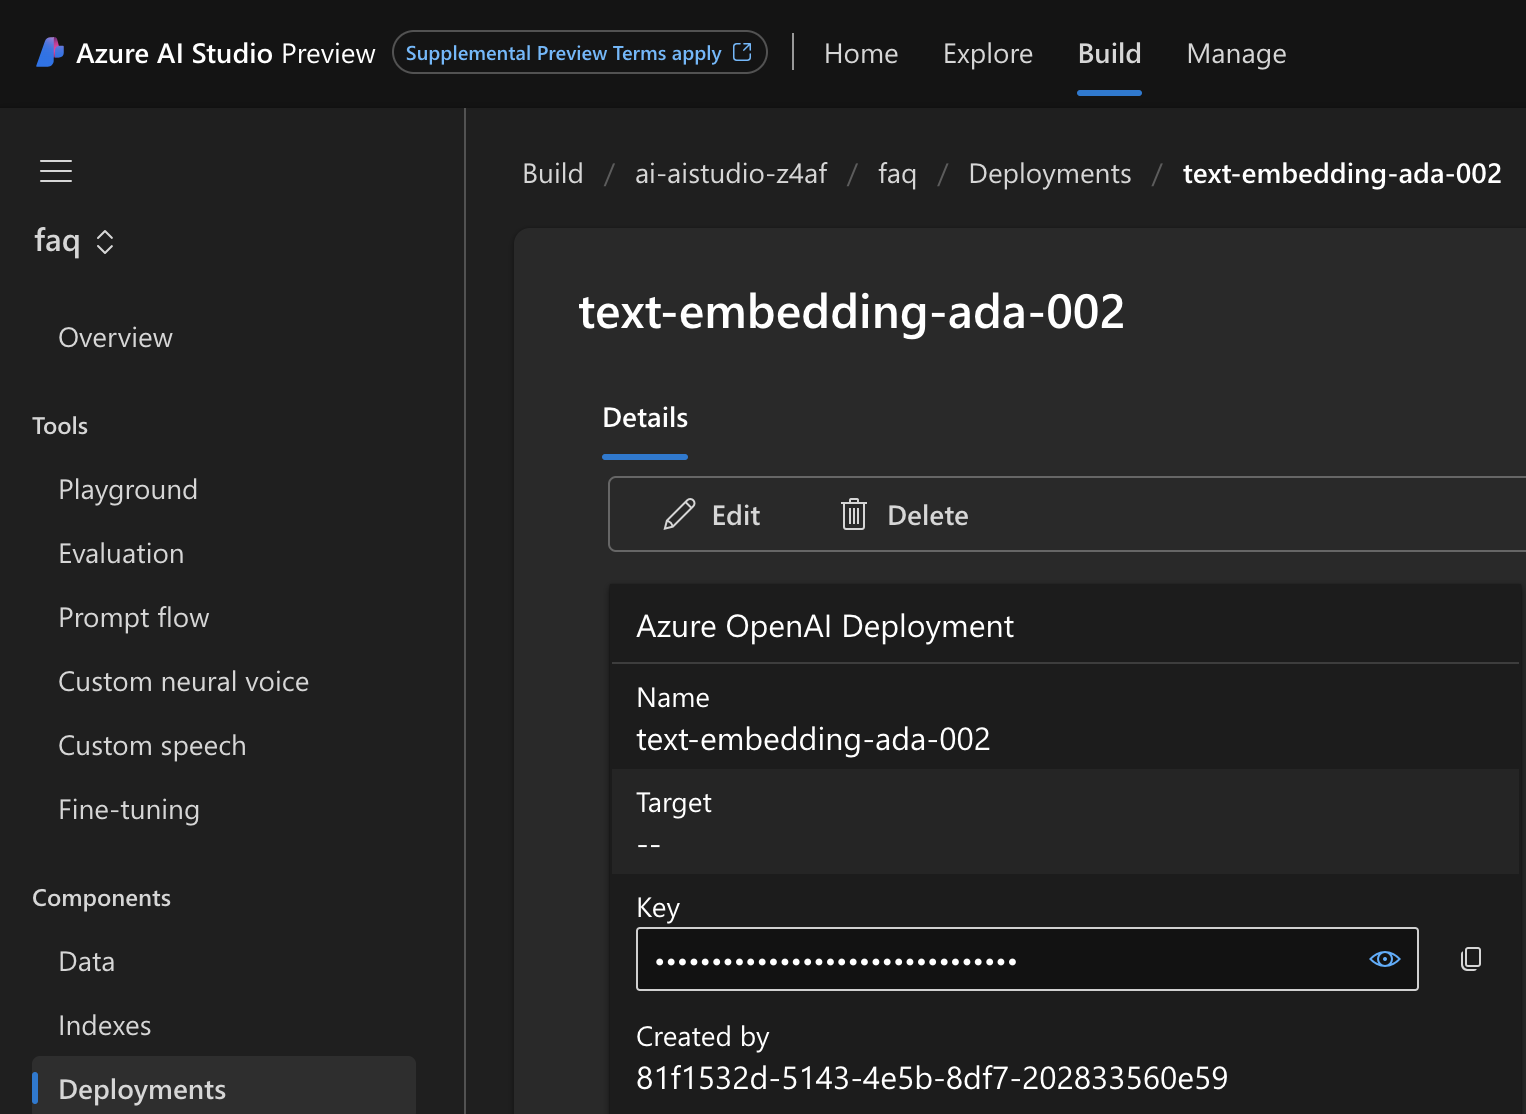 Azure AI Studio Preview
Supplemental Preview Terms apply
Home
Explore
Build
Manage
faq
Overview
Tools
Playground
Evaluation
Prompt flow
Custom neural voice
Custom speech
Fine-tuning
Components
Data
Indexes
Deployments
Build / ai-aistudio-z4af / faq / Deployments / text-embedding-ada-002
text-embedding-ada-002
Details
Edit
Delete
Azure OpenAI Deployment
Name
text-embedding-ada-002
Target
--
Key
••••••••••••••••••••••••••••••••
Created by
81f1532d-5143-4e5b-8df7-202833560e59